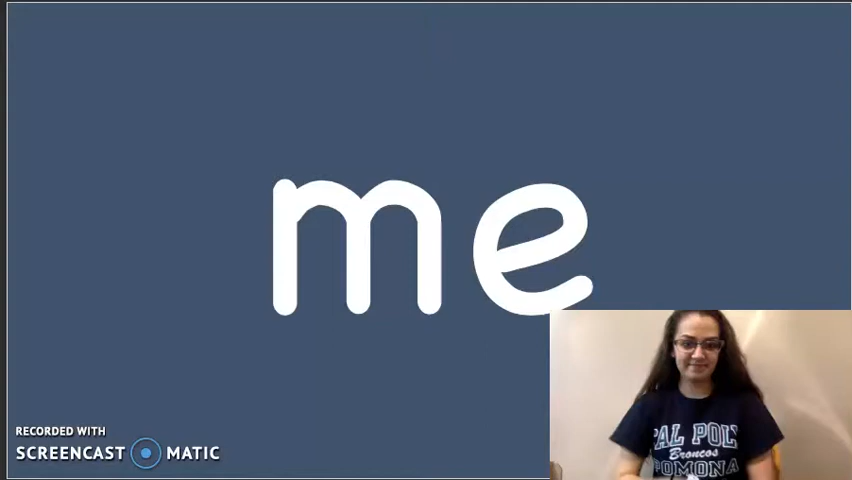 me
RECORDED WITH
SCREENCAST MATIC
CAL POLY
Broncos
POMONA